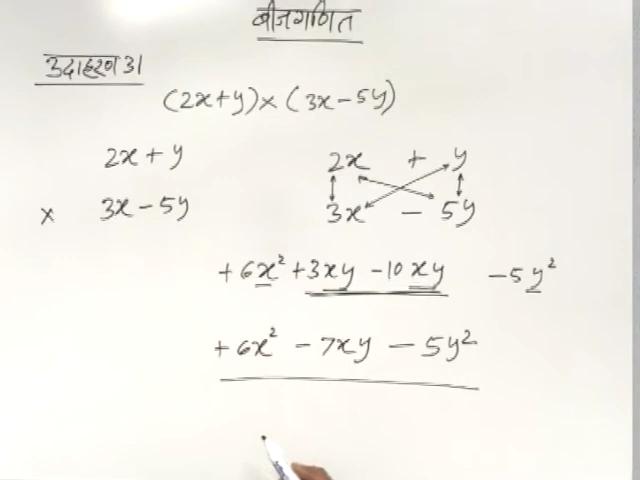 बीजगणित
उदाहरण 3।
(2x+y)×(3x-5y)
2x+y
× 3x-5y
2x + y
3x - 5y
+6x²+3xy-10xy -5y²
+6x²-7xy-5y²